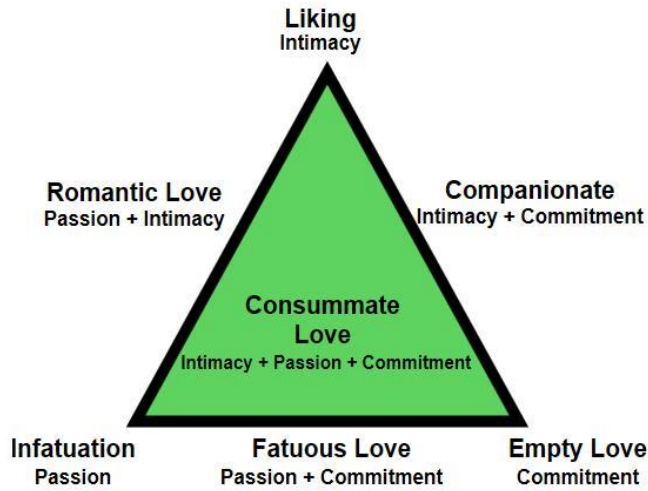 Liking
Intimacy
Romantic Love
Passion + Intimacy
Companionate
Intimacy + Commitment
Consummate
Love
Intimacy + Passion + Commitment
Infatuation
Passion
Fatuous Love
Passion + Commitment
Empty Love
Commitment